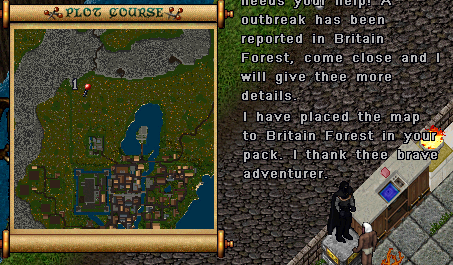 PLOT COURSE
1
needs your help! A
outbreak has been
reported in Britain
Forest, come close and I
will give thee more
details.
I have placed the map
to Britain Forest in your
pack. I thank thee brave
adventurer.